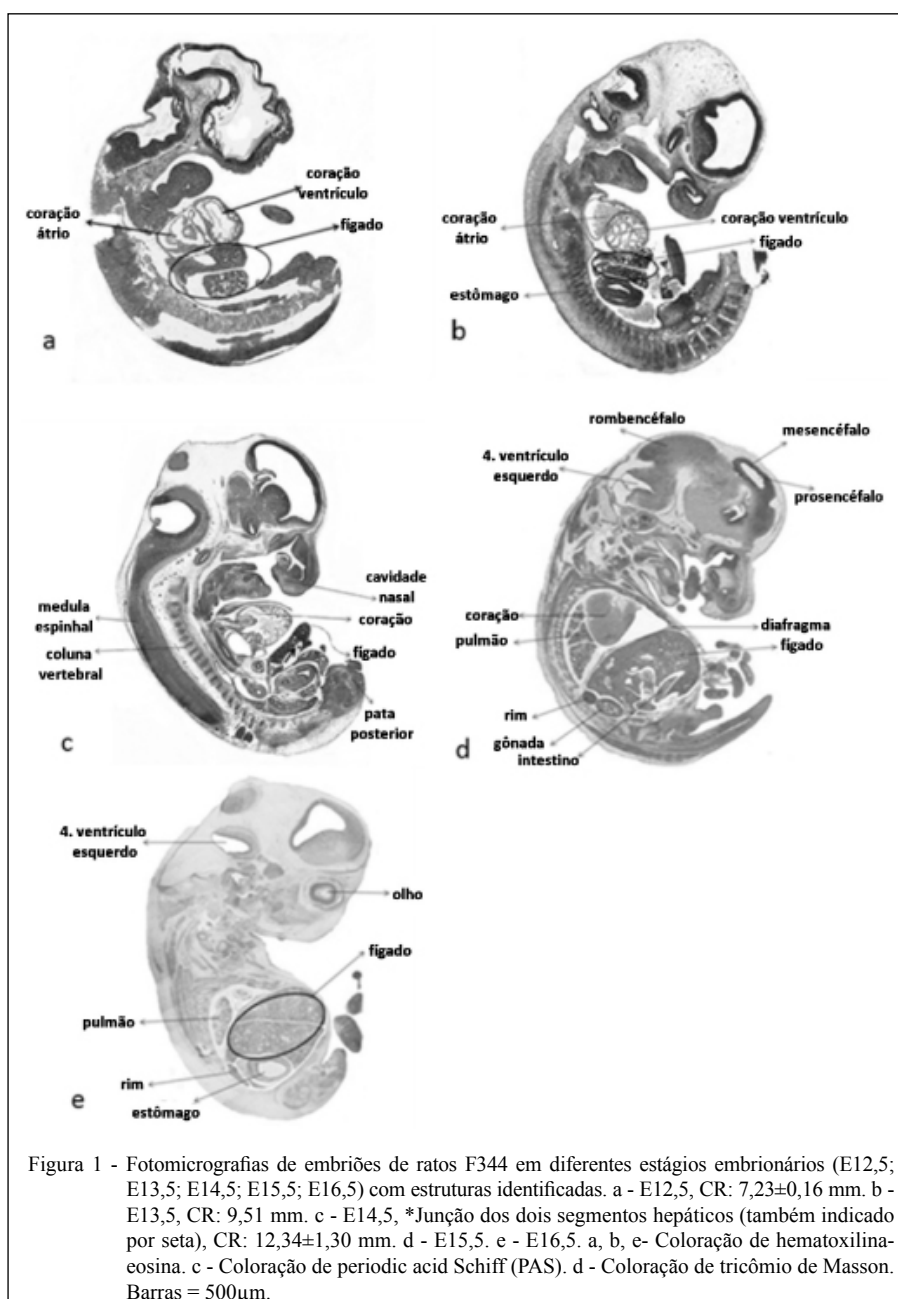 coração
ventrículo
coração
átrio
fígado
a
coração
átrio
coração ventrículo
fígado
estômago
b
cavidade
nasal
medula
espinhal
coração
coluna
vertebral
fígado
pata
posterior
c
rombencéfalo
mesencéfalo
4. ventrículo
esquerdo
prosencéfalo
coração
pulmão
diafragma
fígado
rim
gônada
intestino
d
4. ventrículo
esquerdo
olho
fígado
pulmão
rim
estômago
e
Figura 1 - Fotomicrografias de embriões de ratos F344 em diferentes estágios embrionários (E12,5;
E13,5; E14,5; E15,5; E16,5) com estruturas identificadas. a - E12,5, CR: 7,23±0,16 mm. b -
E13,5, CR: 9,51 mm. c - E14,5, *Junção dos dois segmentos hepáticos (também indicado
por seta), CR: 12,34±1,30 mm. d - E15,5. e - E16,5. a, b, e- Coloração de hematoxilina-
eosina. c - Coloração de periodic acid Schiff (PAS). d - Coloração de tricômio de Masson.
Barras = 500µm.